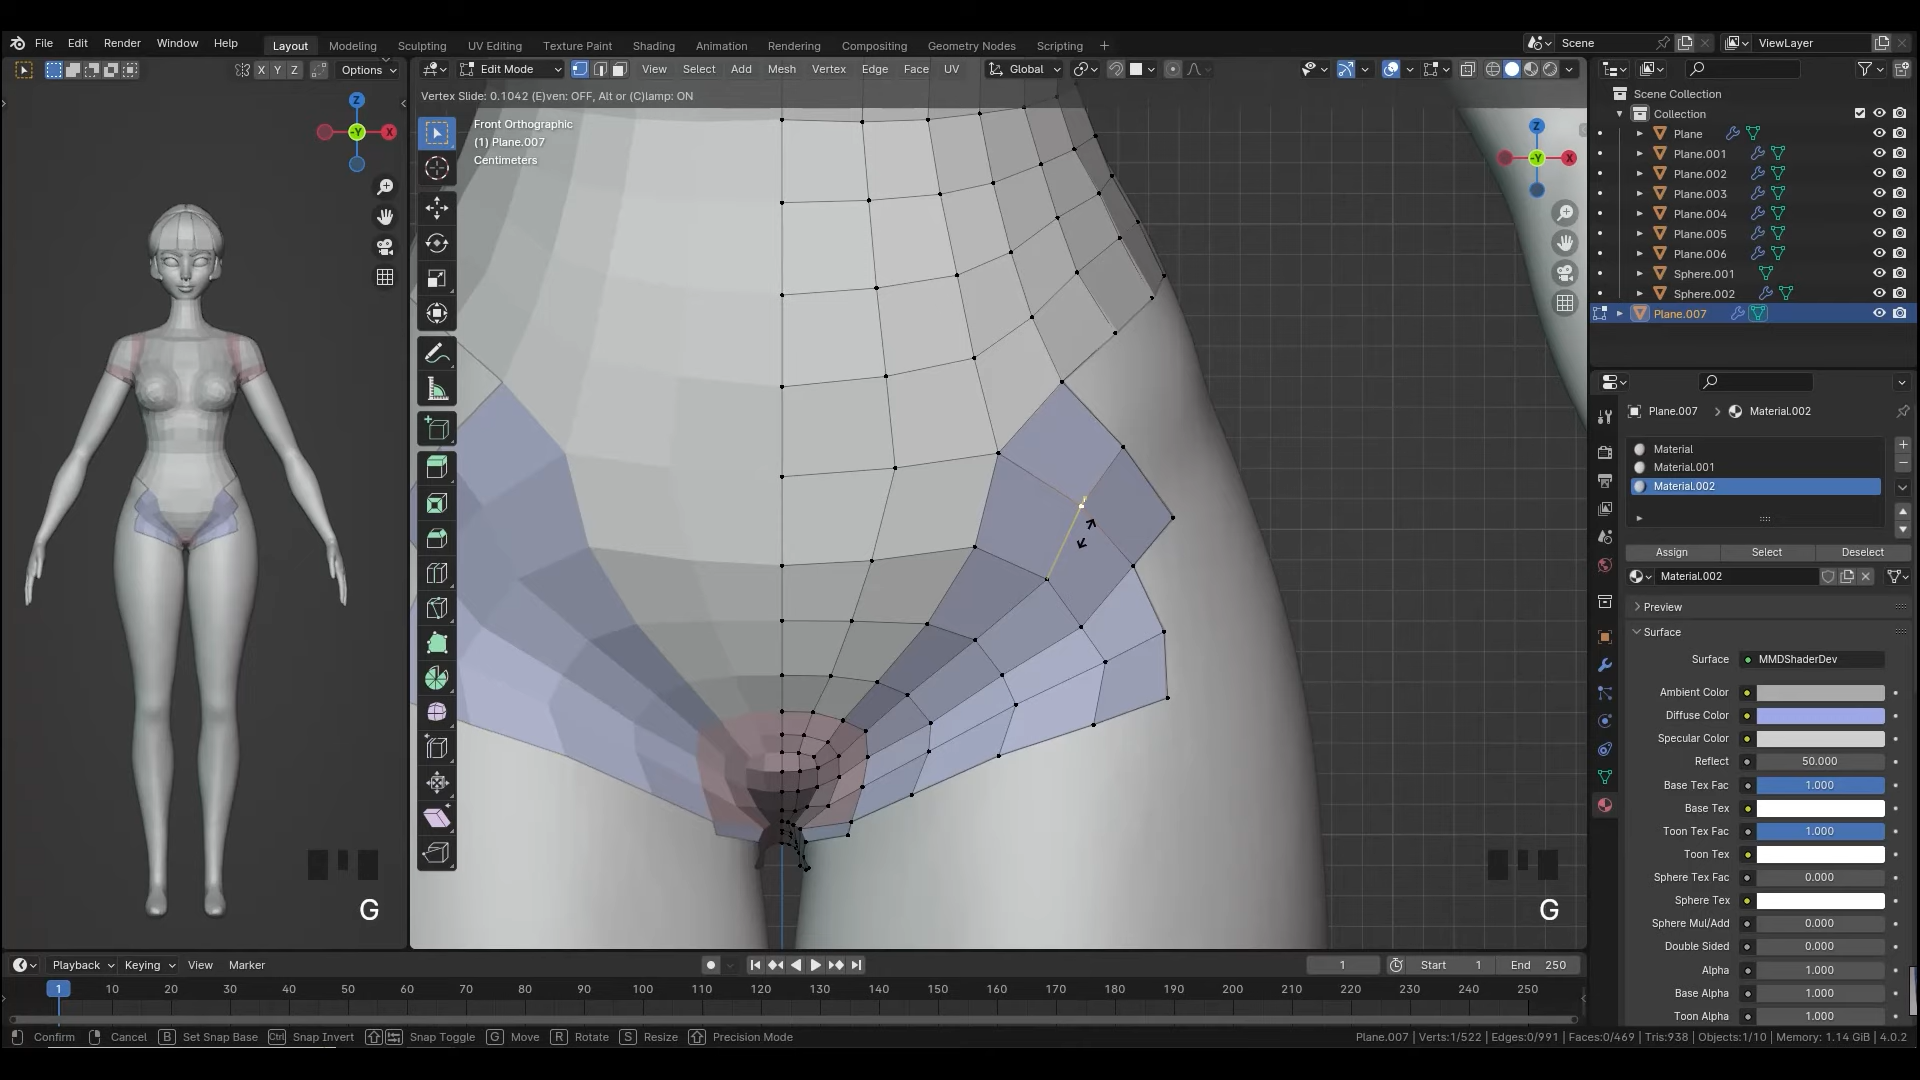 File Edit Render Window Help
Layout Modeling Sculpting UV Editing Texture Paint Shading Animation Rendering Compositing Geometry Nodes Scripting +
Scene
ViewLayer
X Y Z Options
Edit Mode View Select Add Mesh Vertex Edge Face UV Global
Vertex Slide: 0.1042 (E)ven: OFF, Alt or (C)lamp: ON
Front Orthographic
(1) Plane.007
Centimeters
Z
-Y
X
Z
-Y
X
G
G
Scene Collection
Collection
Plane
Plane.001
Plane.002
Plane.003
Plane.004
Plane.005
Plane.006
Sphere.001
Sphere.002
Plane.007
Plane.007 > Material.002
Material
Material.001
Material.002
Assign Select Deselect
Material.002
Preview
Surface
Surface MMDShaderDev
Ambient Color
Diffuse Color
Specular Color
Reflect 50.000
Base Tex Fac 1.000
Base Tex
Toon Tex Fac 1.000
Toon Tex
Sphere Tex Fac 0.000
Sphere Tex
Sphere Mul/Add 0.000
Double Sided 0.000
Alpha 1.000
Base Alpha 1.000
Toon Alpha 1.000
Playback Keying View Marker
1 Start 1 End 250
1 10 20 30 40 50 60 70 80 90 100 110 120 130 140 150 160 170 180 190 200 210 220 230 240 250
Confirm Cancel B Set Snap Base Ctrl Snap Invert Snap Toggle G Move R Rotate S Resize Precision Mode
Plane.007 | Verts:1/522 | Edges:0/991 | Faces:0/469 | Tris:938 | Objects:1/10 | Memory: 1.14 GiB | 4.0.2